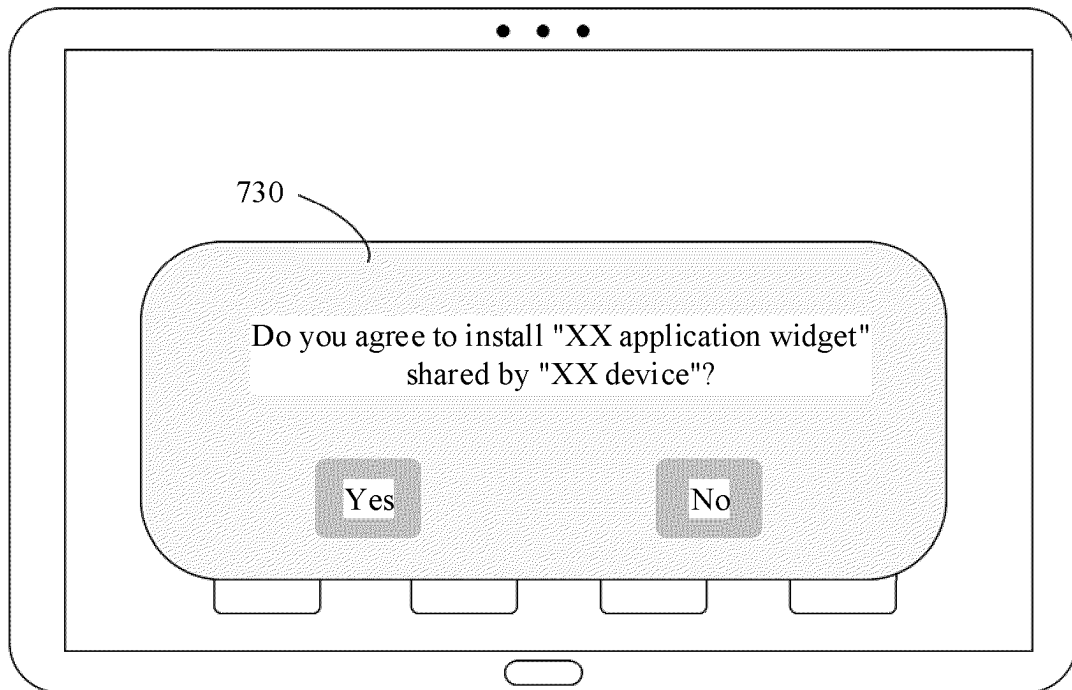 730
Do you agree to install "XX application widget"
shared by "XX device"?
Yes
No